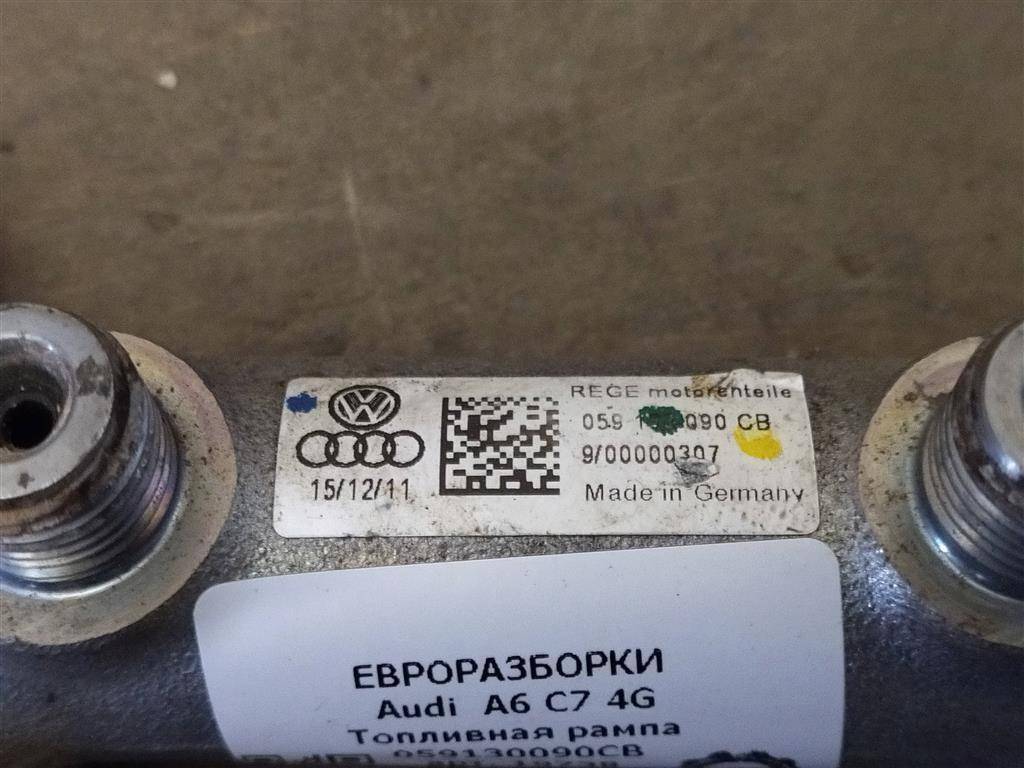 REGE motorenteile
059 090 CB
9/00000307
Made in Germany
15/12/11
ЕВРОРАЗБОРКИ
Audi A6 C7 4G
Топливная рампа
059130090CB